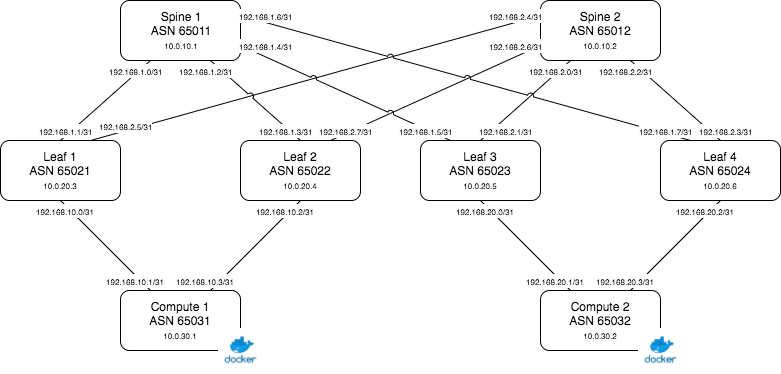 Spine 1
ASN 65011
10.0.10.1
192.168.1.6/31
192.168.1.4/31
192.168.2.4/31
192.168.2.6/31
Spine 2
ASN 65012
10.0.10.2
192.168.1.0/31
192.168.1.2/31
192.168.2.0/31
192.168.2.2/31
192.168.1.1/31
192.168.2.5/31
192.168.1.3/31
192.168.2.7/31
192.168.1.5/31
192.168.2.1/31
192.168.1.7/31
192.168.2.3/31
Leaf 1
ASN 65021
10.0.20.3
Leaf 2
ASN 65022
10.0.20.4
Leaf 3
ASN 65023
10.0.20.5
Leaf 4
ASN 65024
10.0.20.6
192.168.10.0/31
192.168.10.2/31
192.168.20.0/31
192.168.20.2/31
192.168.10.1/31
192.168.10.3/31
192.168.20.1/31
192.168.20.3/31
Compute 1
ASN 65031
10.0.30.1
docker
Compute 2
ASN 65032
10.0.30.2
docker